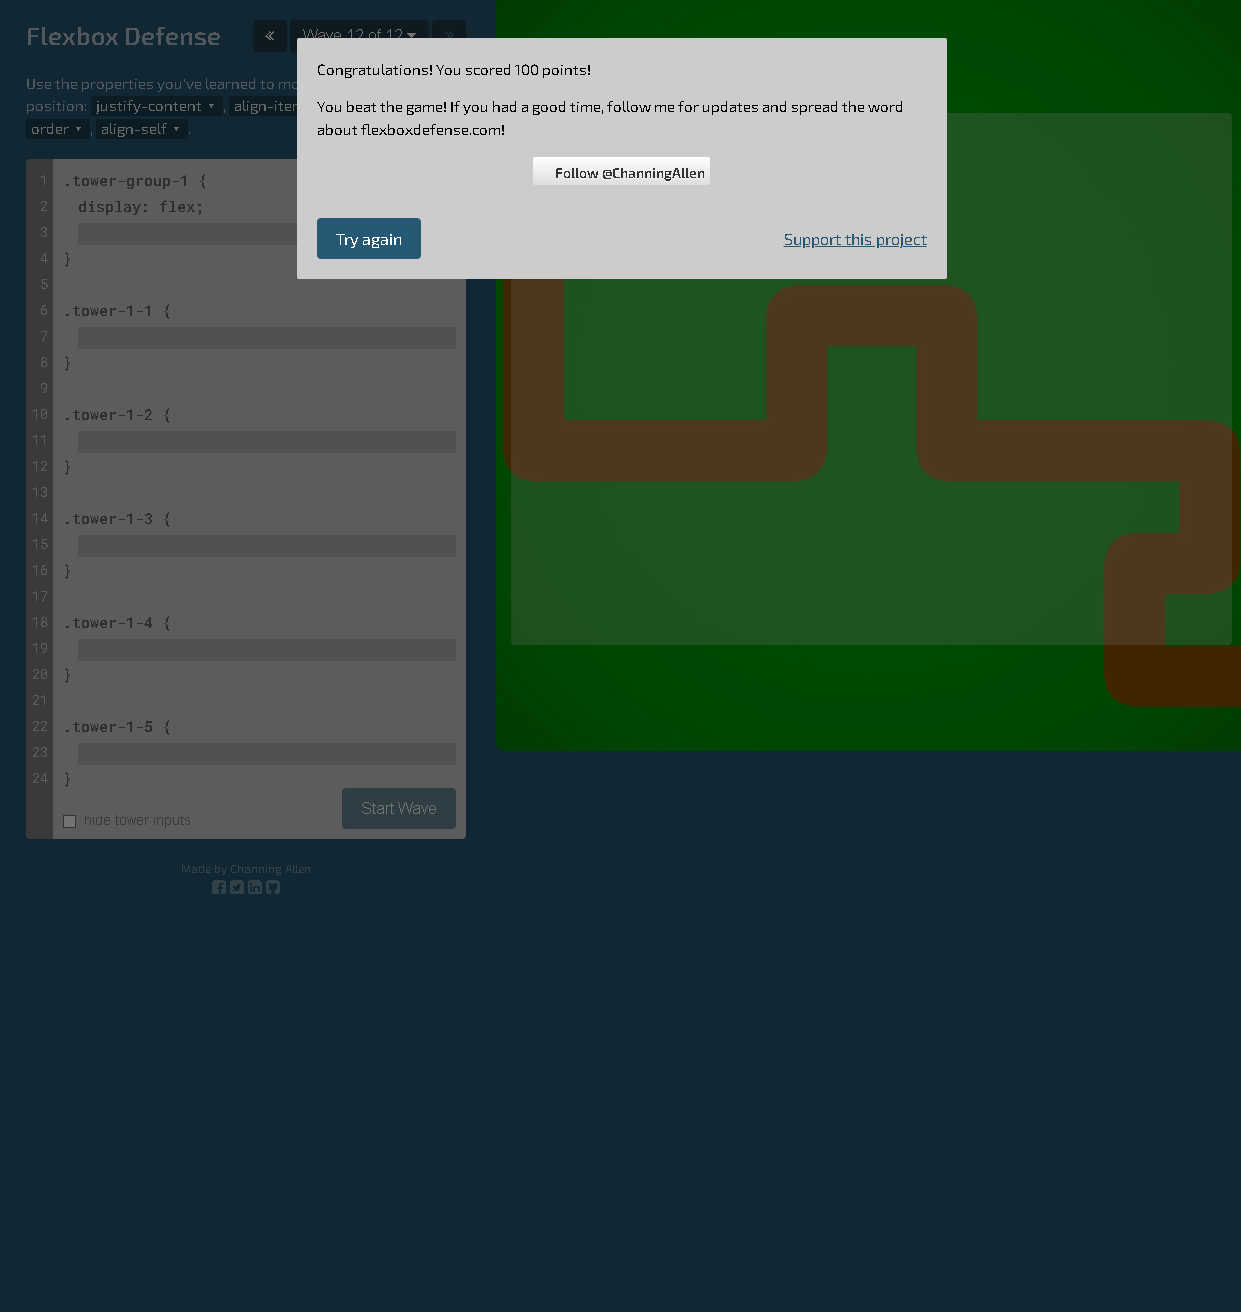 Flexbox Defense
«
Wave 12 of 12 ▾
»
Use the properties you've learned to mo
position: justify-content ▾ , align-iter
order ▾ , align-self ▾ .
1 .tower-group-1 {
2 display: flex;
3
4 }
5
6 .tower-1-1 {
7
8 }
9
10 .tower-1-2 {
11
12 }
13
14 .tower-1-3 {
15
16 }
17
18 .tower-1-4 {
19
20 }
21
22 .tower-1-5 {
23
24 }
hide tower inputs
Start Wave
Made by Channing Allen
Congratulations! You scored 100 points!
You beat the game! If you had a good time, follow me for updates and spread the word
about flexboxdefense.com!
Follow @ChanningAllen
Try again
Support this project